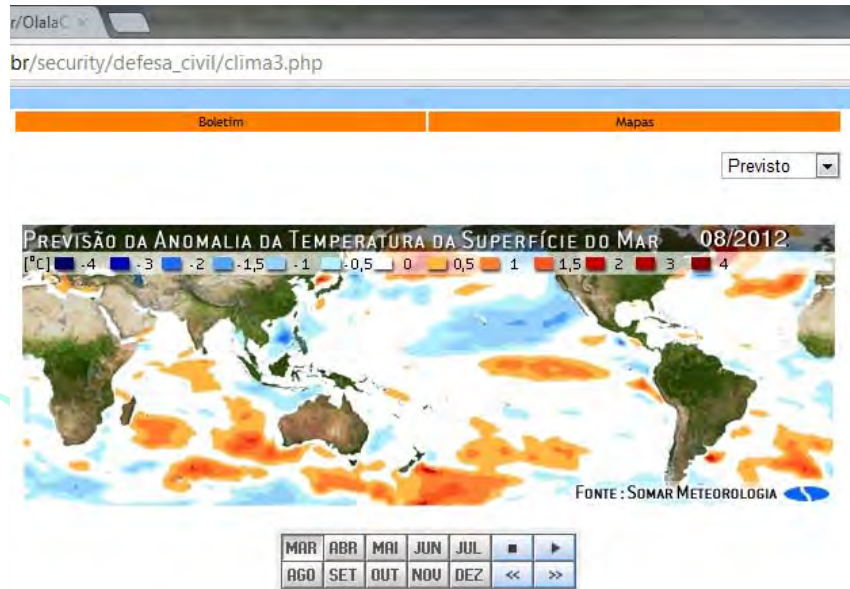 r/OlalaC ×
br/security/defesa_civil/clima3.php
Boletim Mapas
Previsto
PREVISÃO DA ANOMALIA DA TEMPERATURA DA SUPERFÍCIE DO MAR 08/2012
[°C] -4 -3 -2 -1,5 -1 -0,5 0 0,5 1 1,5 2 3 4
FONTE : SOMAR METEOROLOGIA
MAR ABR MAI JUN JUL
AGO SET OUT NOV DEZ << >>